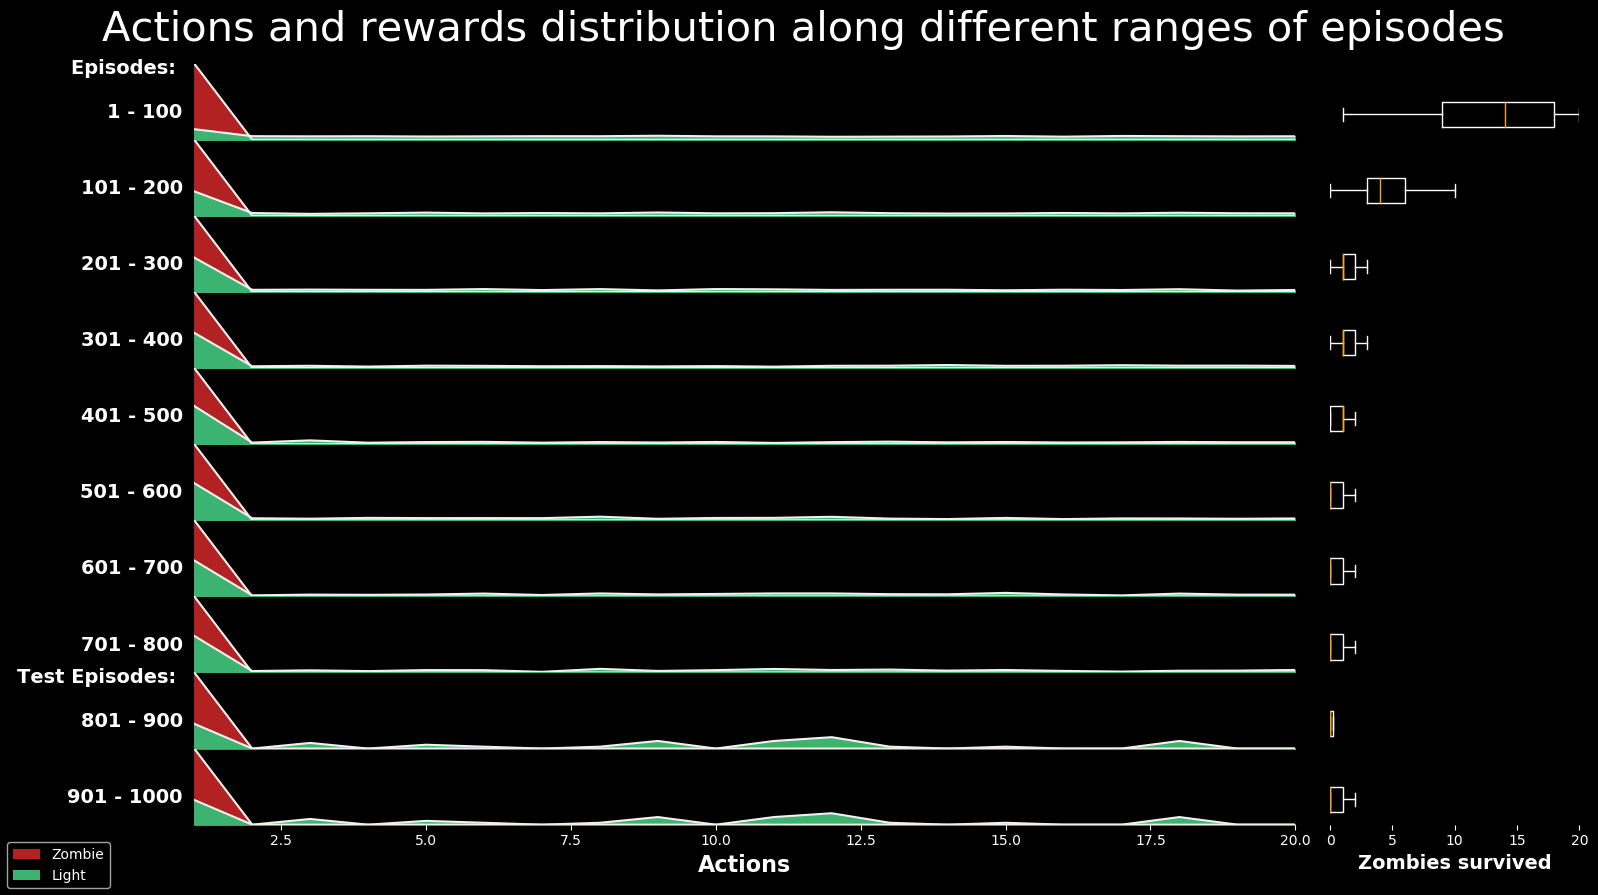 Actions and rewards distribution along different ranges of episodes
Episodes:
1 - 100
101 - 200
201 - 300
301 - 400
401 - 500
501 - 600
601 - 700
701 - 800
Test Episodes:
801 - 900
901 - 1000
2.5 5.0 7.5 10.0 12.5 15.0 17.5 20.0
Actions
0 5 10 15 20
Zombies survived
Zombie
Light